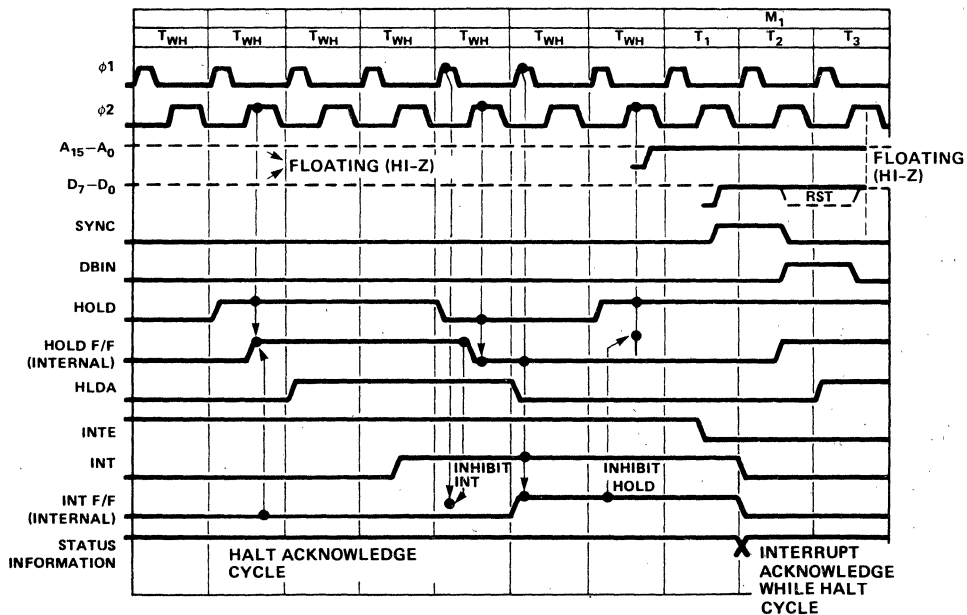 M1
TWH TWH TWH TWH TWH TWH TWH T1 T2 T3
φ1
φ2
A15–A0
FLOATING (HI-Z)
FLOATING
(HI-Z)
D7–D0
RST
SYNC
DBIN
HOLD
HOLD F/F
(INTERNAL)
HLDA
INTE
INT
INHIBIT
INT
INHIBIT
HOLD
INT F/F
(INTERNAL)
STATUS
INFORMATION
HALT ACKNOWLEDGE
CYCLE
INTERRUPT
ACKNOWLEDGE
WHILE HALT
CYCLE